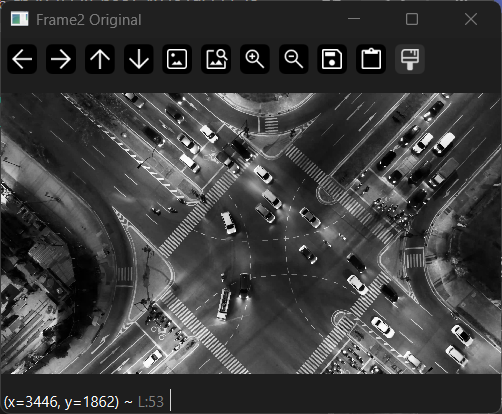 Frame2 Original
(x=3446, y=1862) ~ L:53